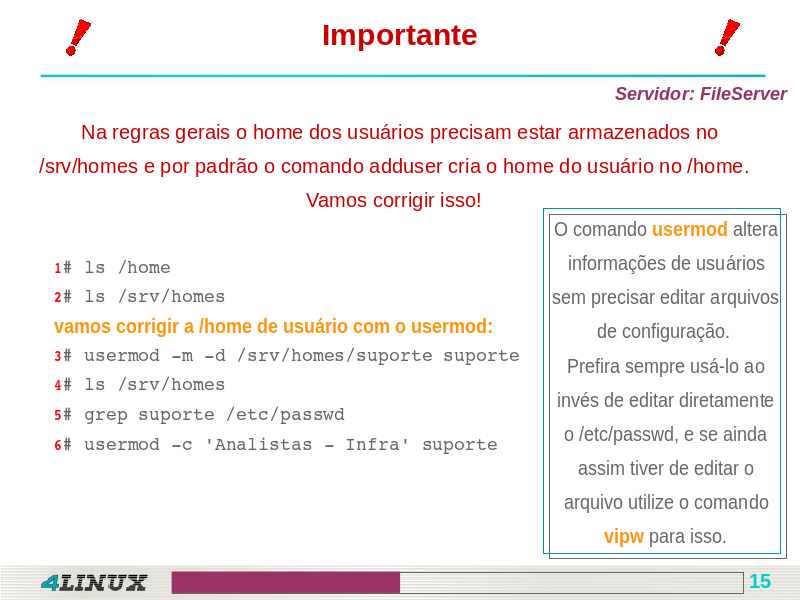 Importante
Servidor: FileServer
Na regras gerais o home dos usuários precisam estar armazenados no
/srv/homes e por padrão o comando adduser cria o home do usuário no /home.
Vamos corrigir isso!
1# ls /home
2# ls /srv/homes
vamos corrigir a /home de usuário com o usermod:
3# usermod -m -d /srv/homes/suporte suporte
4# ls /srv/homes
5# grep suporte /etc/passwd
6# usermod -c 'Analistas - Infra' suporte
O comando usermod altera
informações de usuários
sem precisar editar arquivos
de configuração.
Prefira sempre usá-lo ao
invés de editar diretamente
o /etc/passwd, e se ainda
assim tiver de editar o
arquivo utilize o comando
vipw para isso.
4LINUX
15